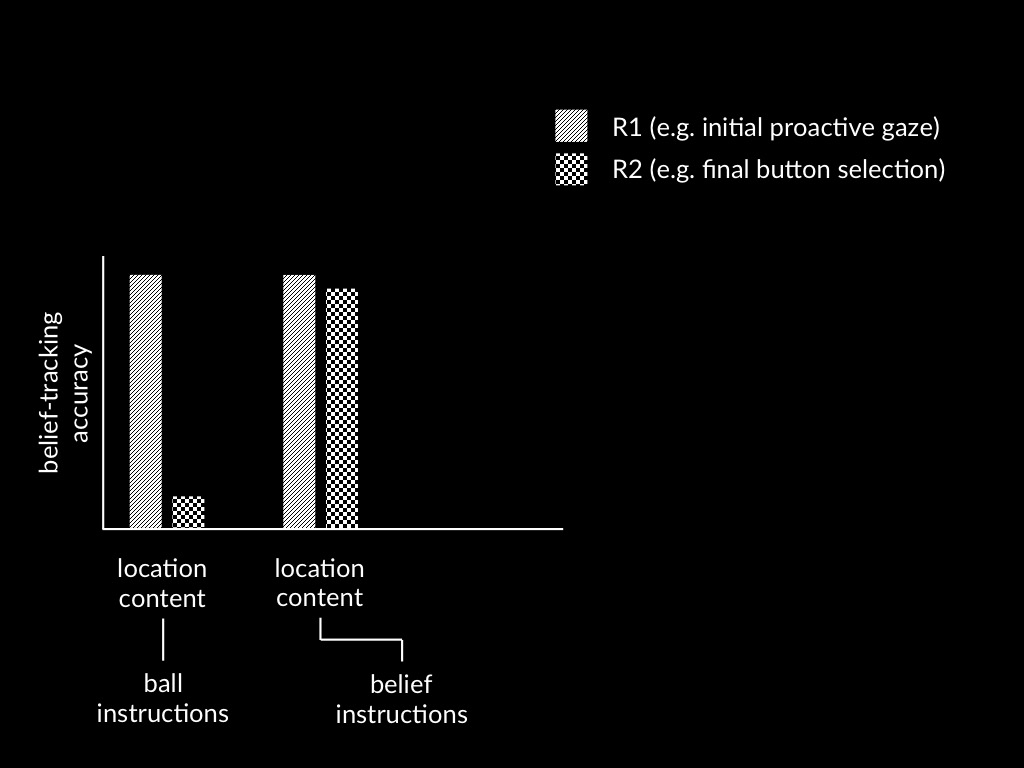 R1 (e.g. initial proactive gaze)
R2 (e.g. final button selection)
belief-tracking
accuracy
location
content
location
content
ball
instructions
belief
instructions